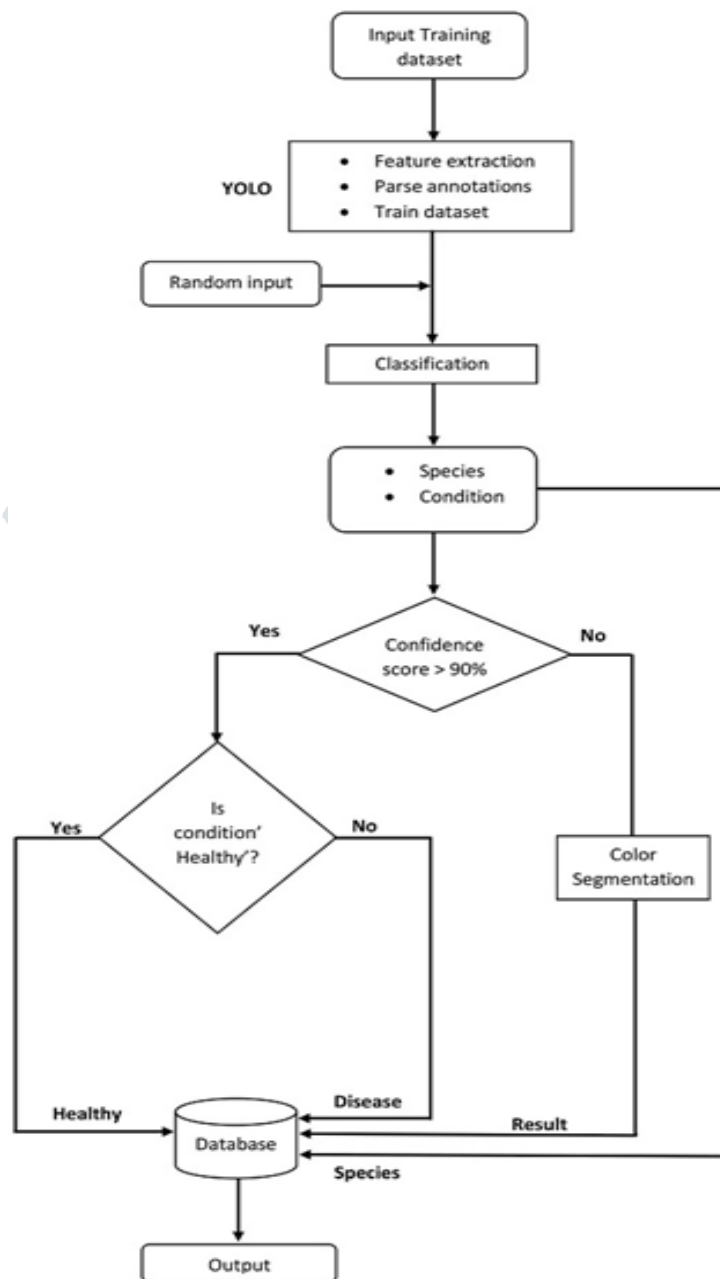 Input Training
dataset
YOLO
• Feature extraction
• Parse annotations
• Train dataset
Random input
Classification
• Species
• Condition
Yes
Confidence
score > 90%
No
Yes
Is
condition’
Healthy’?
No
Color
Segmentation
Healthy
Database
Disease
Result
Species
Output